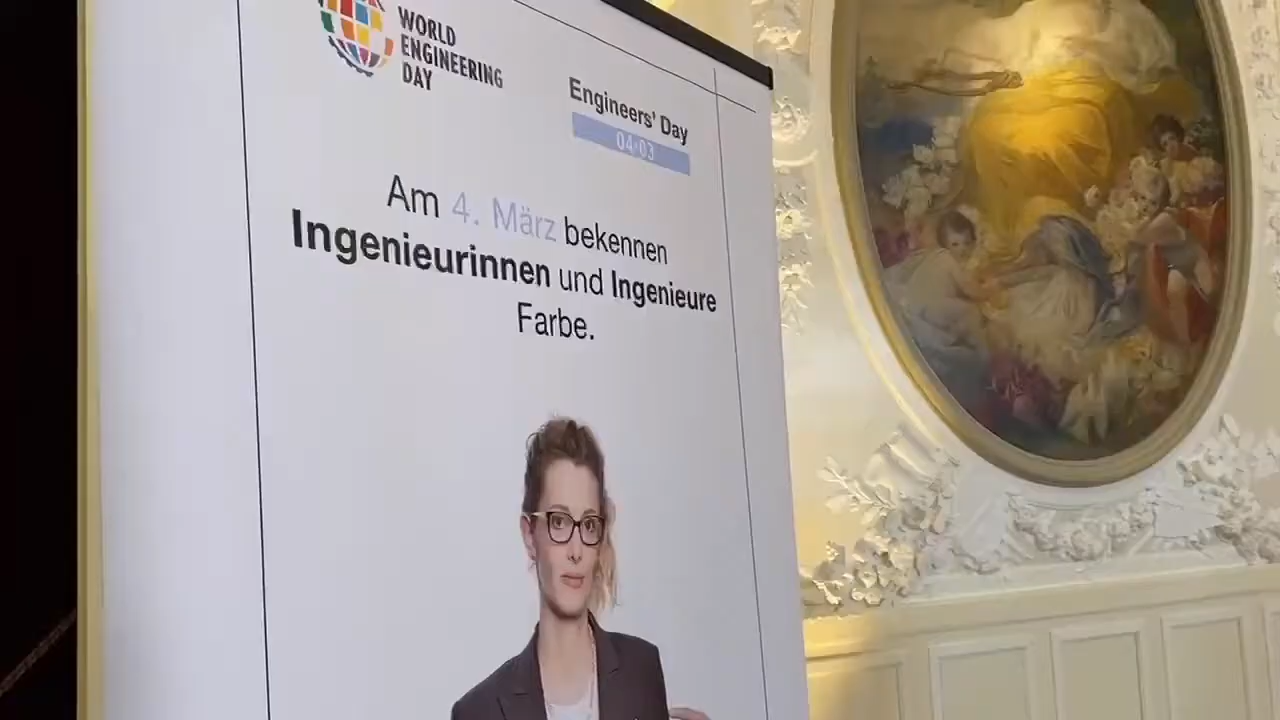 WORLD
ENGINEERING
DAY
Engineers' Day
04-03
Am 4. März bekennen
Ingenieurinnen und Ingenieure
Farbe.